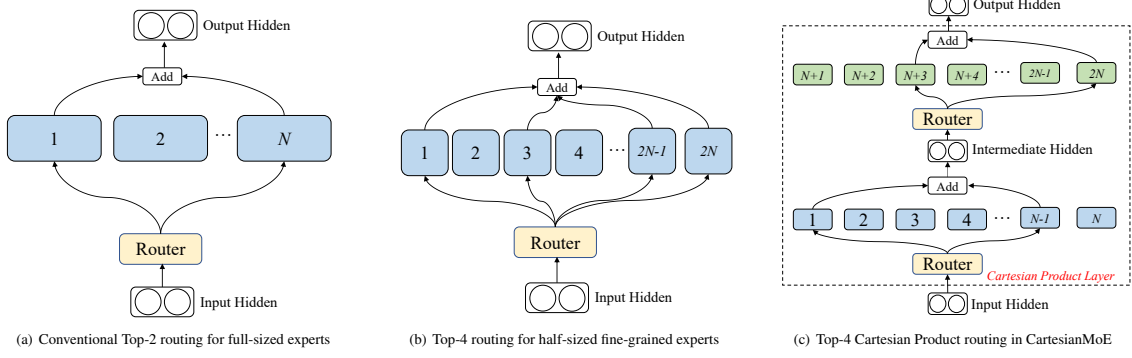 Output Hidden
Add
1
2
...
N
Router
Input Hidden
(a) Conventional Top-2 routing for full-sized experts
Output Hidden
Add
1
2
3
4
...
2N-1
2N
Router
Input Hidden
(b) Top-4 routing for half-sized fine-grained experts
Output Hidden
Add
N+1
N+2
N+3
N+4
...
2N-1
2N
Router
Intermediate Hidden
Add
1
2
3
4
...
N-1
N
Router
Cartesian Product Layer
Input Hidden
(c) Top-4 Cartesian Product routing in CartesianMoE